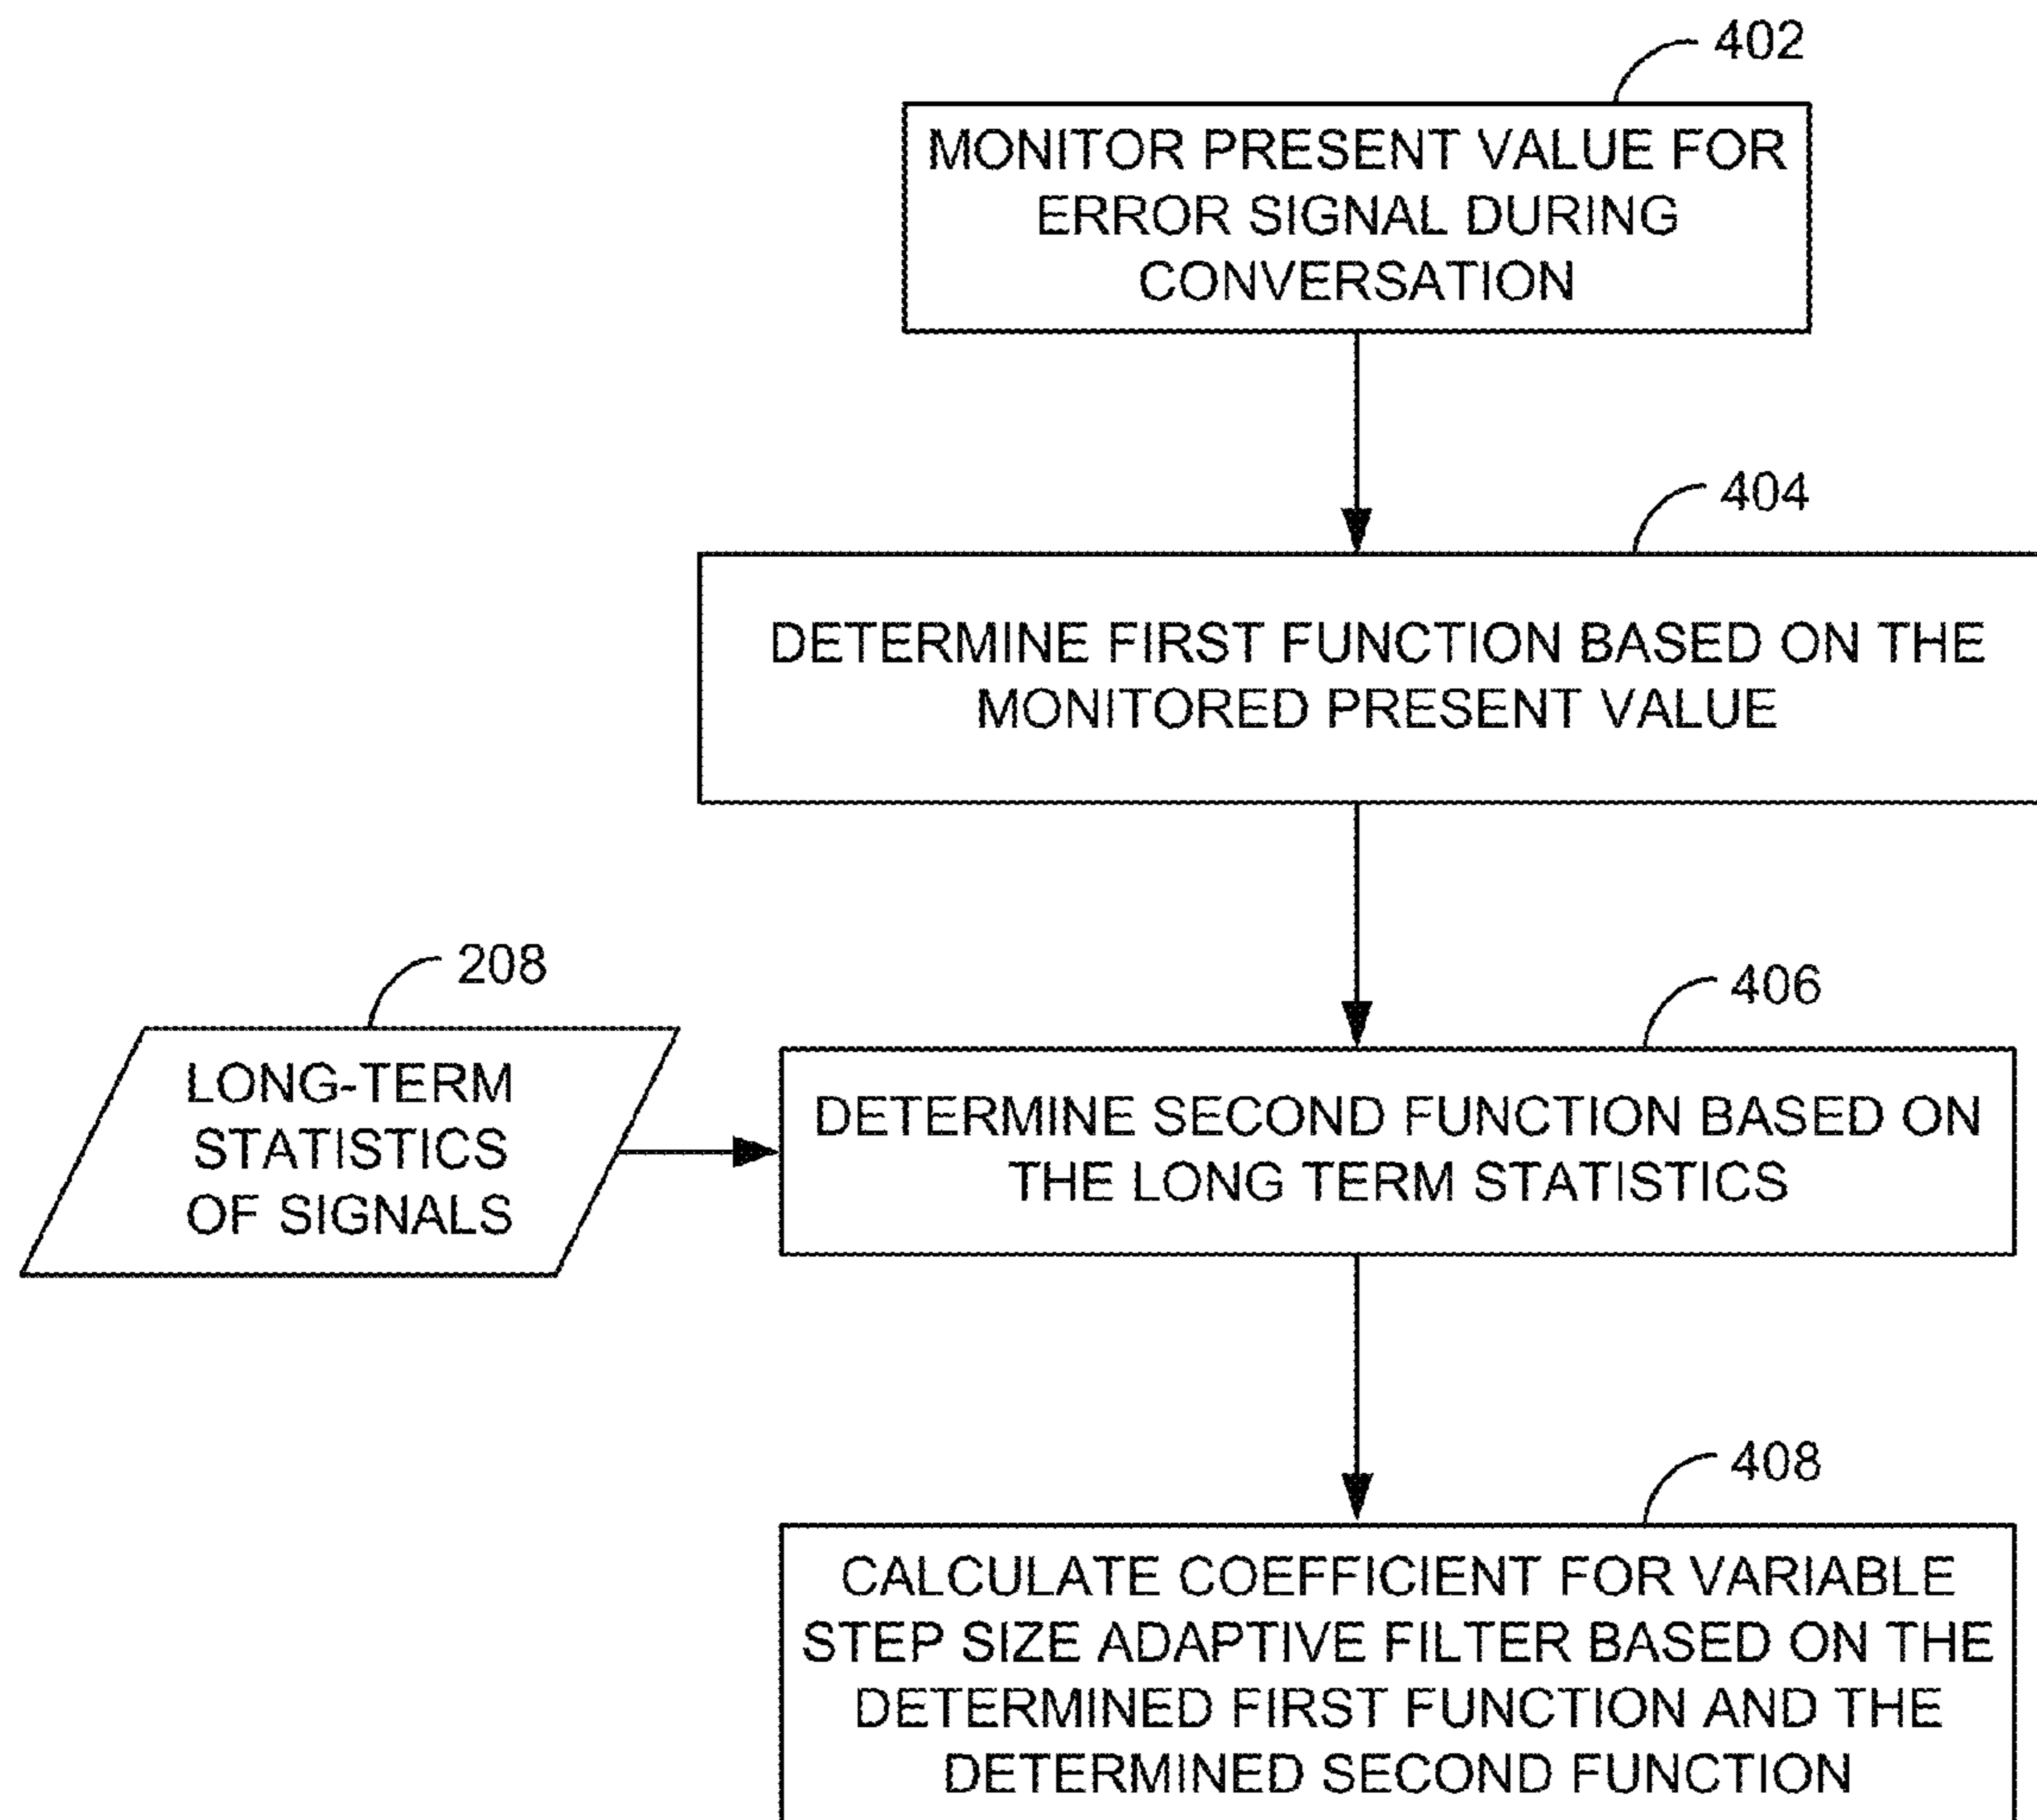 402
MONITOR PRESENT VALUE FOR
ERROR SIGNAL DURING
CONVERSATION
404
DETERMINE FIRST FUNCTION BASED ON THE
MONITORED PRESENT VALUE
208
LONG-TERM
STATISTICS
OF SIGNALS
406
DETERMINE SECOND FUNCTION BASED ON
THE LONG TERM STATISTICS
408
CALCULATE COEFFICIENT FOR VARIABLE
STEP SIZE ADAPTIVE FILTER BASED ON THE
DETERMINED FIRST FUNCTION AND THE
DETERMINED SECOND FUNCTION